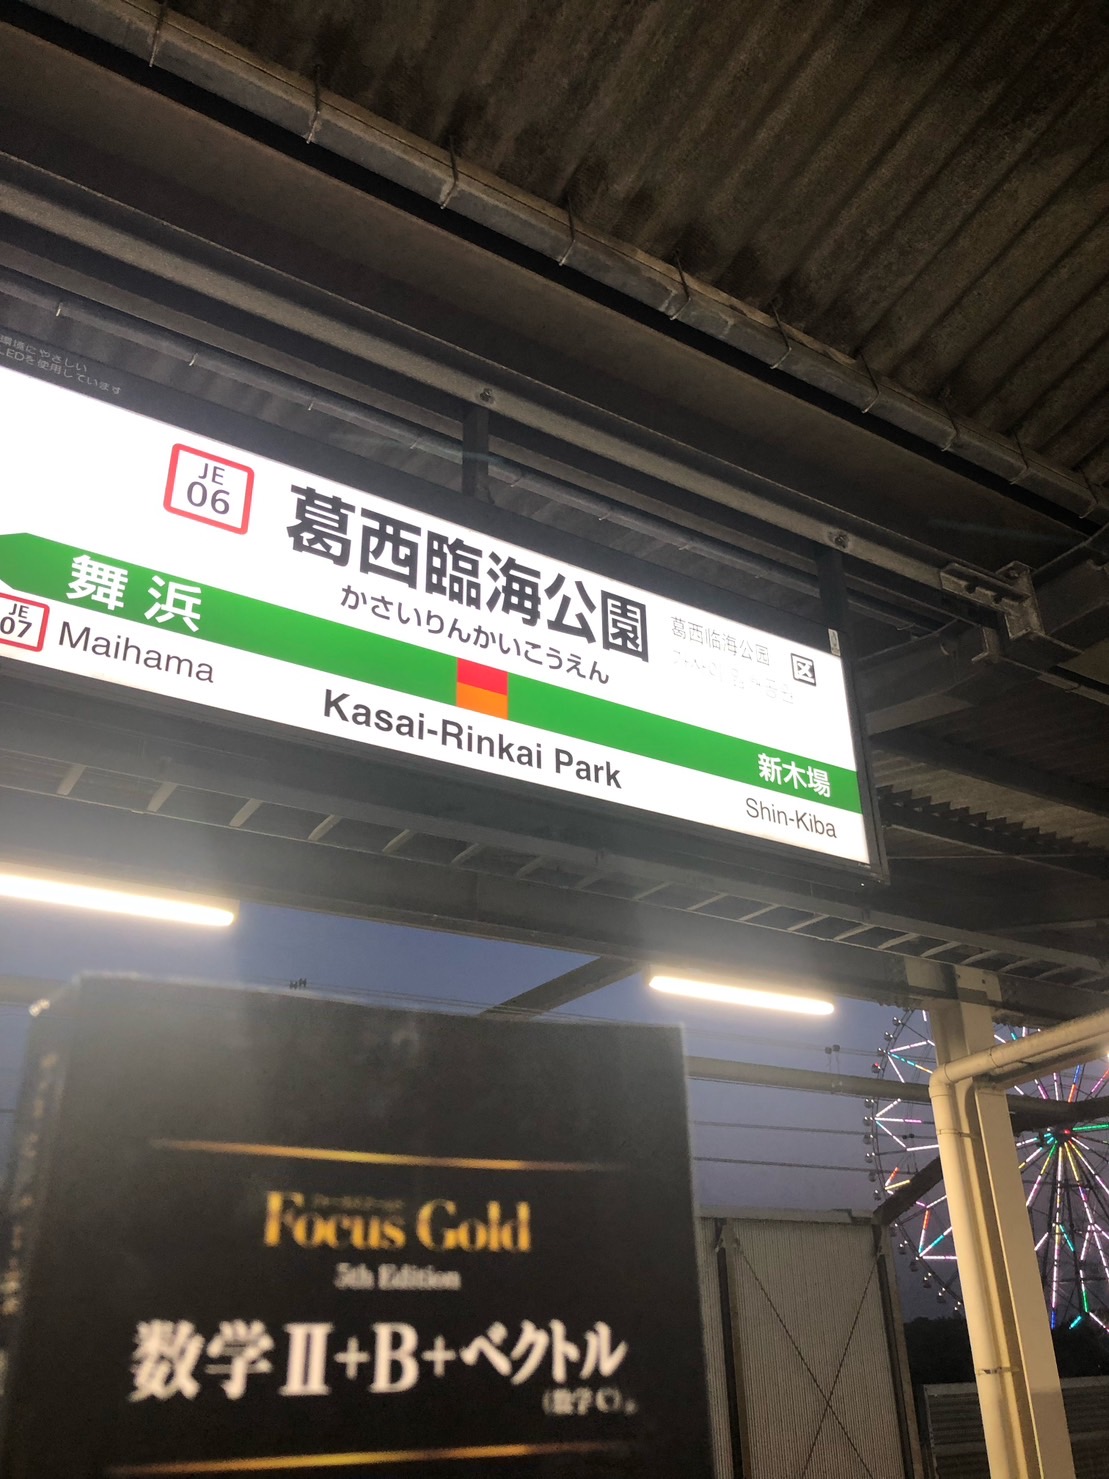 環境にやさしい
LEDを使用しています
JE
06
葛西臨海公園
かさいりんかいこうえん
葛西临海公园
区
舞浜
JE
07
Maihama
Kasai-Rinkai Park
新木場
Shin-Kiba
Focus Gold
5th Edition
数学Ⅱ+B+ベクトル
(数学C)